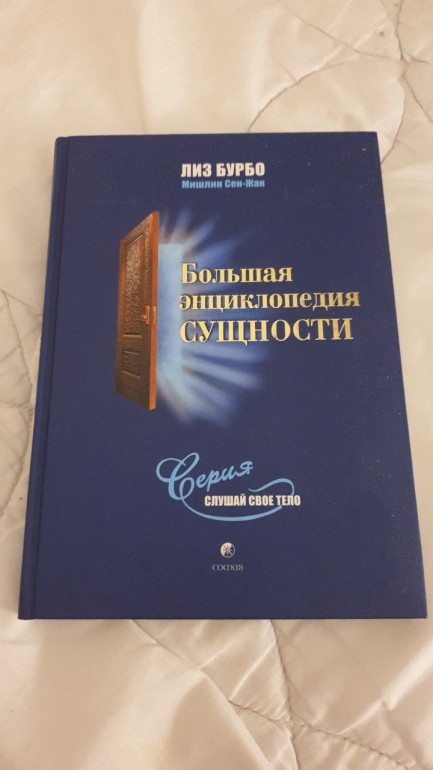 ЛИЗ БУРБО
Мишлин Сен-Жак
Большая
энциклопедия
СУЩНОСТИ
Серия
СЛУШАЙ СВОЕ ТЕЛО
СОФИЯ